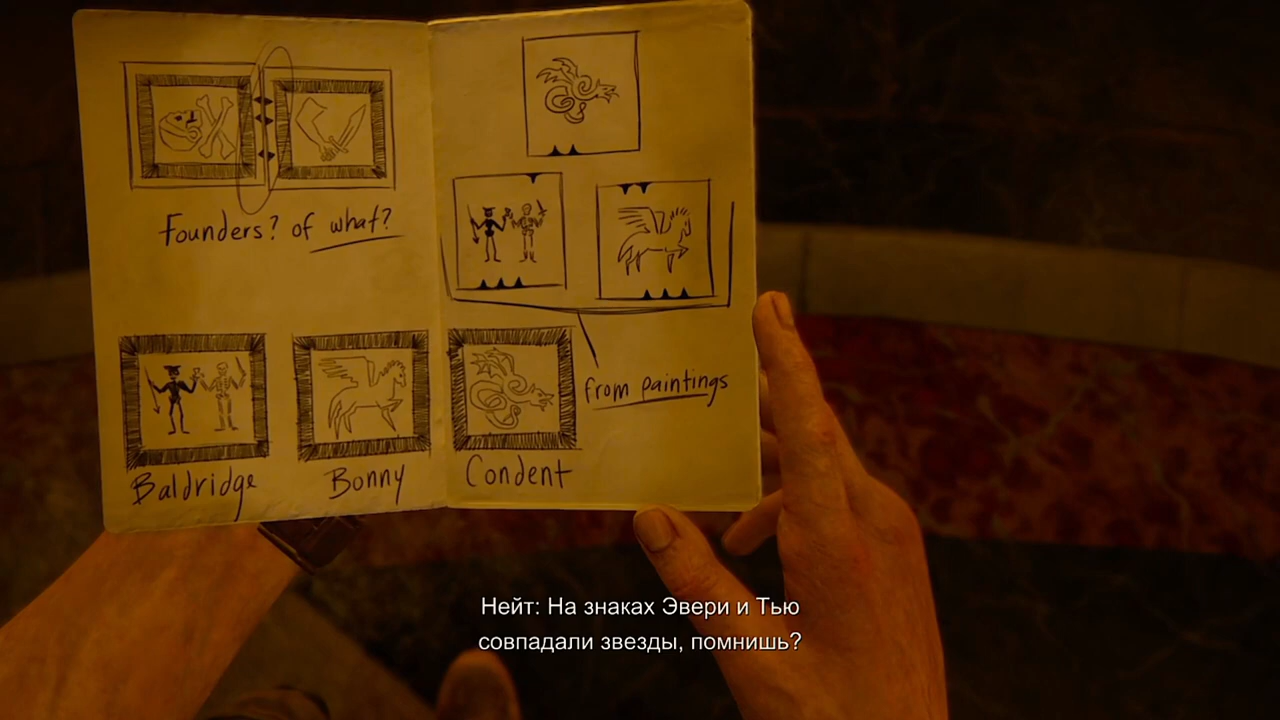 Founders? of what?
from paintings
Baldridge
Bonny
Condent
Нейт: На знаках Эвери и Тью
совпадали звезды, помнишь?